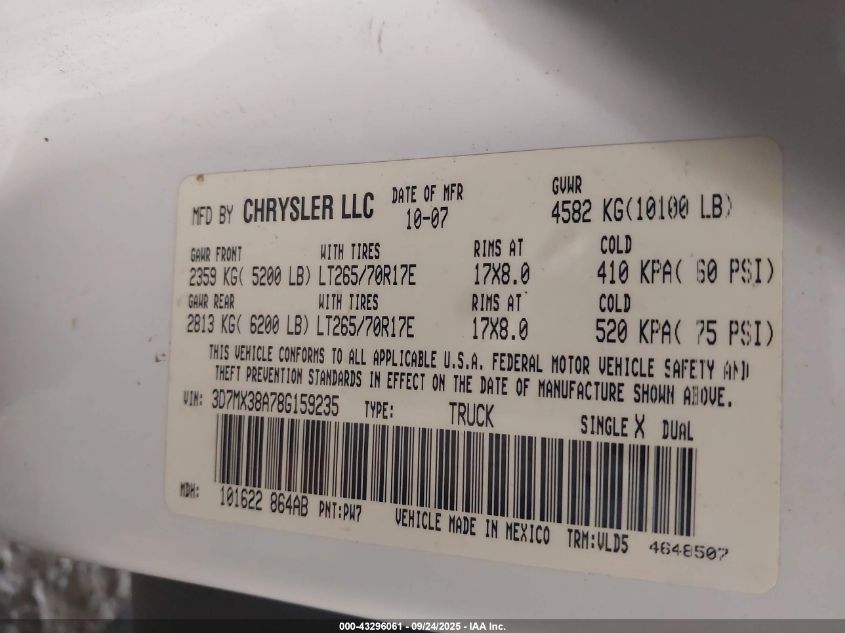 MFD BY CHRYSLER LLC DATE OF MFR 10-07 GVWR 4582 KG(10100 LB)
GAWR FRONT WITH TIRES RIMS AT COLD
2359 KG( 5200 LB) LT265/70R17E 17X8.0 410 KPA( 60 PSI)
GAWR REAR WITH TIRES RIMS AT COLD
2813 KG( 6200 LB) LT265/70R17E 17X8.0 520 KPA( 75 PSI)
THIS VEHICLE CONFORMS TO ALL APPLICABLE U.S.A. FEDERAL MOTOR VEHICLE SAFETY AND
THEFT PREVENTION STANDARDS IN EFFECT ON THE DATE OF MANUFACTURE SHOWN ABOVE.
VIN: 3D7MX38A78G159235 TYPE: TRUCK SINGLE X DUAL
MDH: 101622 864AB PNT:PW7 VEHICLE MADE IN MEXICO TRM:VLD5 4648507
000-43296061 - 09/24/2025 - IAA Inc.